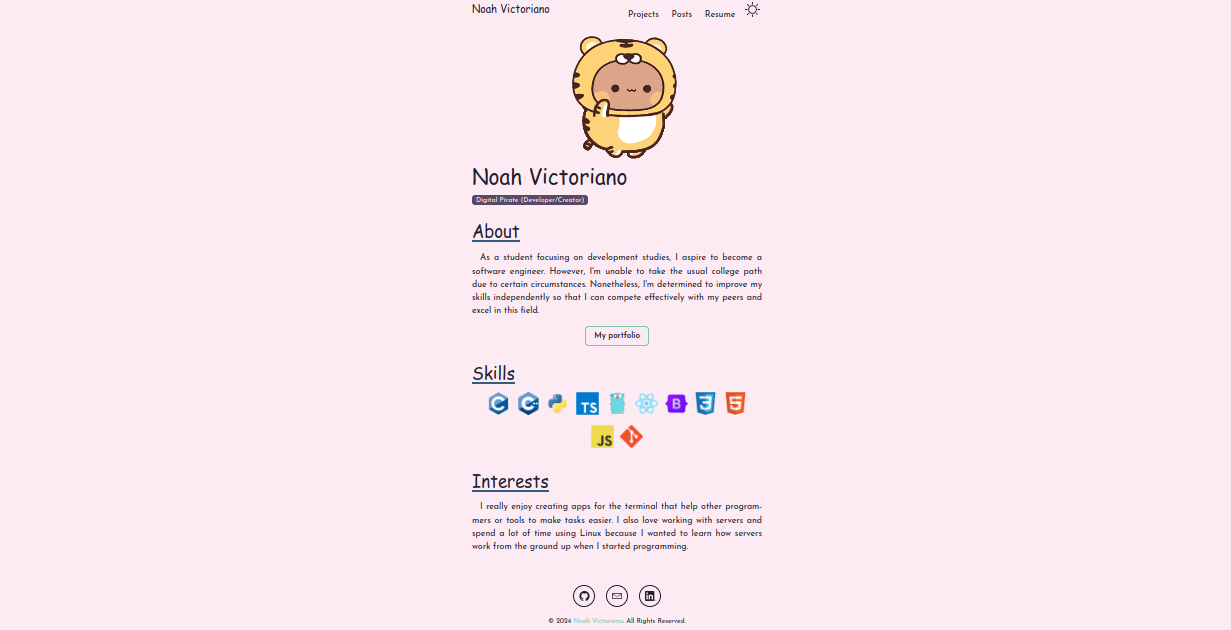 Noah Victoriano
Projects Posts Resume
Noah Victoriano
Digital Pirate (Developer/Creator)
About
As a student focusing on development studies, I aspire to become a
software engineer. However, I'm unable to take the usual college path
due to certain circumstances. Nonetheless, I'm determined to improve my
skills independently so that I can compete effectively with my peers and
excel in this field.
My portfolio
Skills
TS
B
3
5
JS
Interests
I really enjoy creating apps for the terminal that help other program-
mers or tools to make tasks easier. I also love working with servers and
spend a lot of time using Linux because I wanted to learn how servers
work from the ground up when I started programming.
in
© 2024 Noah Victoriano. All Rights Reserved.